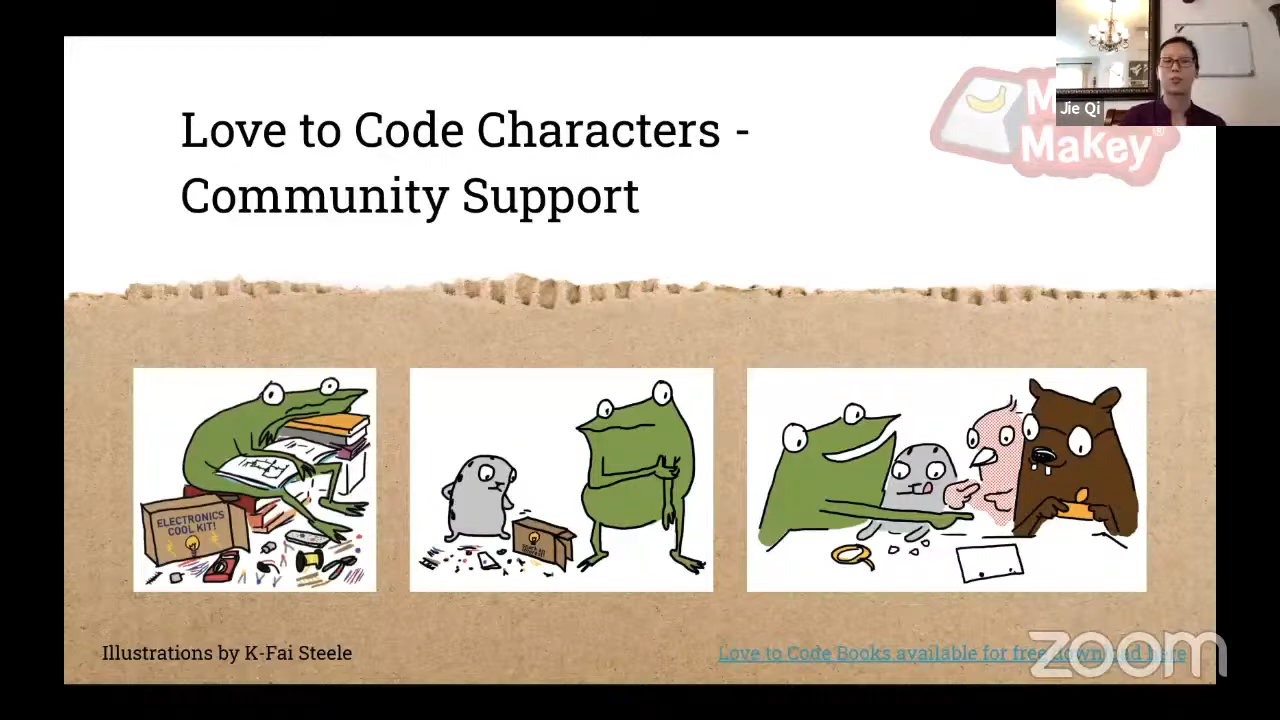 Love to Code Characters -
Community Support
Makey®
Jie Qi
ELECTRONICS
COOL KIT!
Illustrations by K-Fai Steele
Love to Code Books available for free download here
zoom